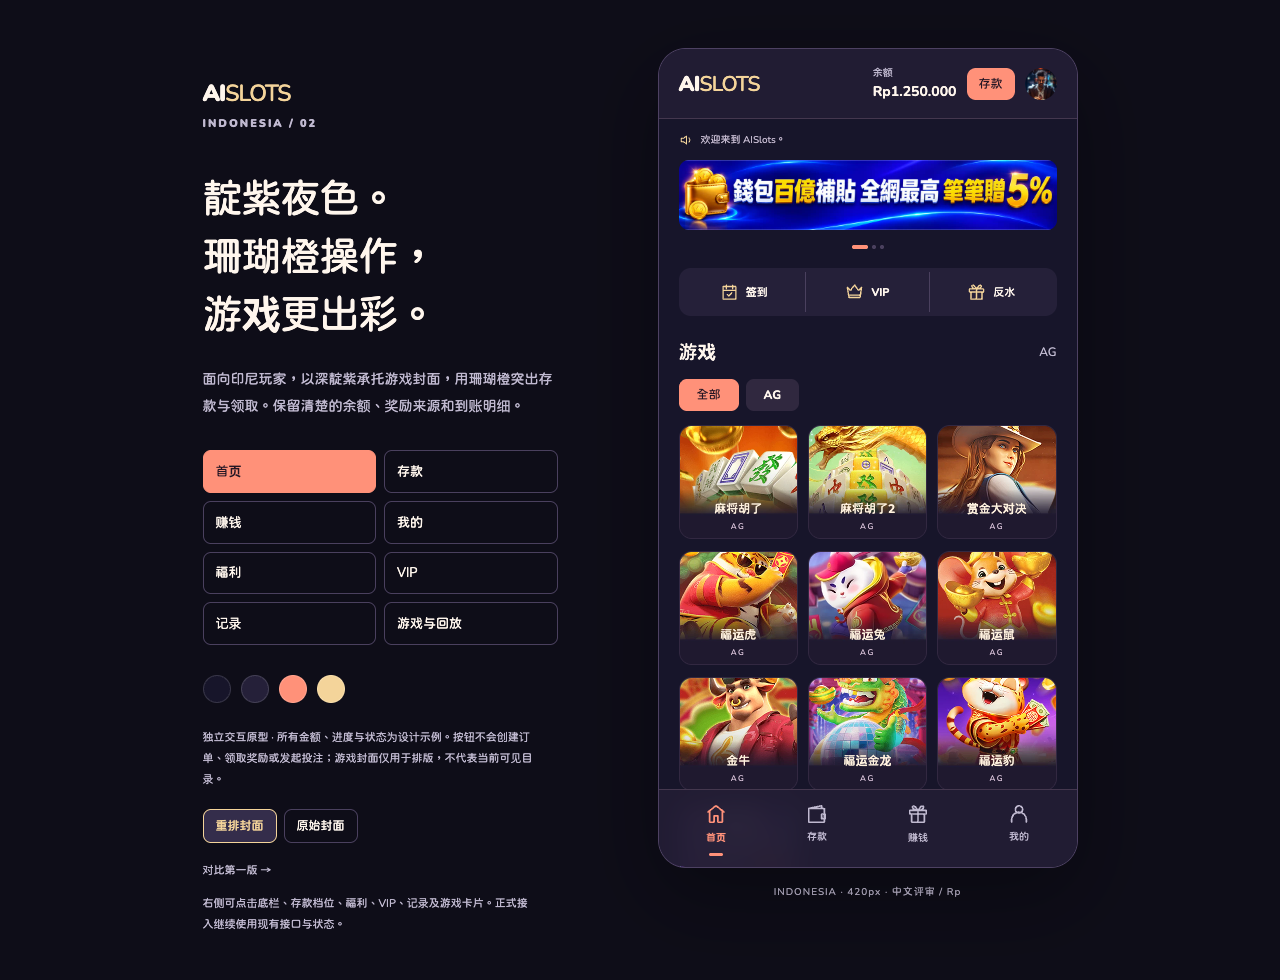 AISLOTS
INDONESIA / 02
靛紫夜色。
珊瑚橙操作，
游戏更出彩。
面向印尼玩家，以深靛紫承托游戏封面，用珊瑚橙突出存
款与领取。保留清楚的余额、奖励来源和到账明细。
首页
存款
赚钱
我的
福利
VIP
记录
游戏与回放
独立交互原型 · 所有金额、进度与状态为设计示例。按钮不会创建订
单、领取奖励或发起投注；游戏封面仅用于排版，不代表当前可见目
录。
重排封面
原始封面
对比第一版 →
右侧可点击底栏、存款档位、福利、VIP、记录及游戏卡片。正式接
入继续使用现有接口与状态。
AISLOTS
余额
Rp1.250.000
存款
欢迎来到 AISlots。
錢包百億補貼 全網最高 筆筆贈5%
签到
VIP
反水
游戏
AG
全部
AG
麻将胡了
AG
麻将胡了2
AG
赏金大对决
AG
福运虎
AG
福运兔
AG
福运鼠
AG
金牛
AG
福运金龙
AG
福运豹
AG
首页
存款
赚钱
我的
INDONESIA · 420px · 中文评审 / Rp